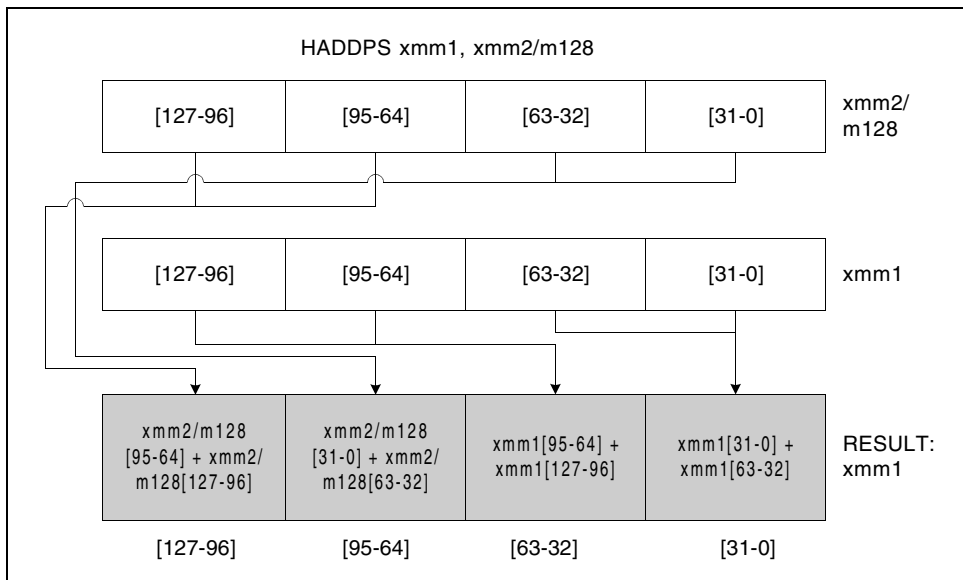 HADDPS xmm1, xmm2/m128
[127-96] [95-64] [63-32] [31-0] xmm2/
m128
[127-96] [95-64] [63-32] [31-0] xmm1
xmm2/m128
[95-64] + xmm2/
m128[127-96]
xmm2/m128
[31-0] + xmm2/
m128[63-32]
xmm1[95-64] +
xmm1[127-96]
xmm1[31-0] +
xmm1[63-32]
RESULT:
xmm1
[127-96] [95-64] [63-32] [31-0]